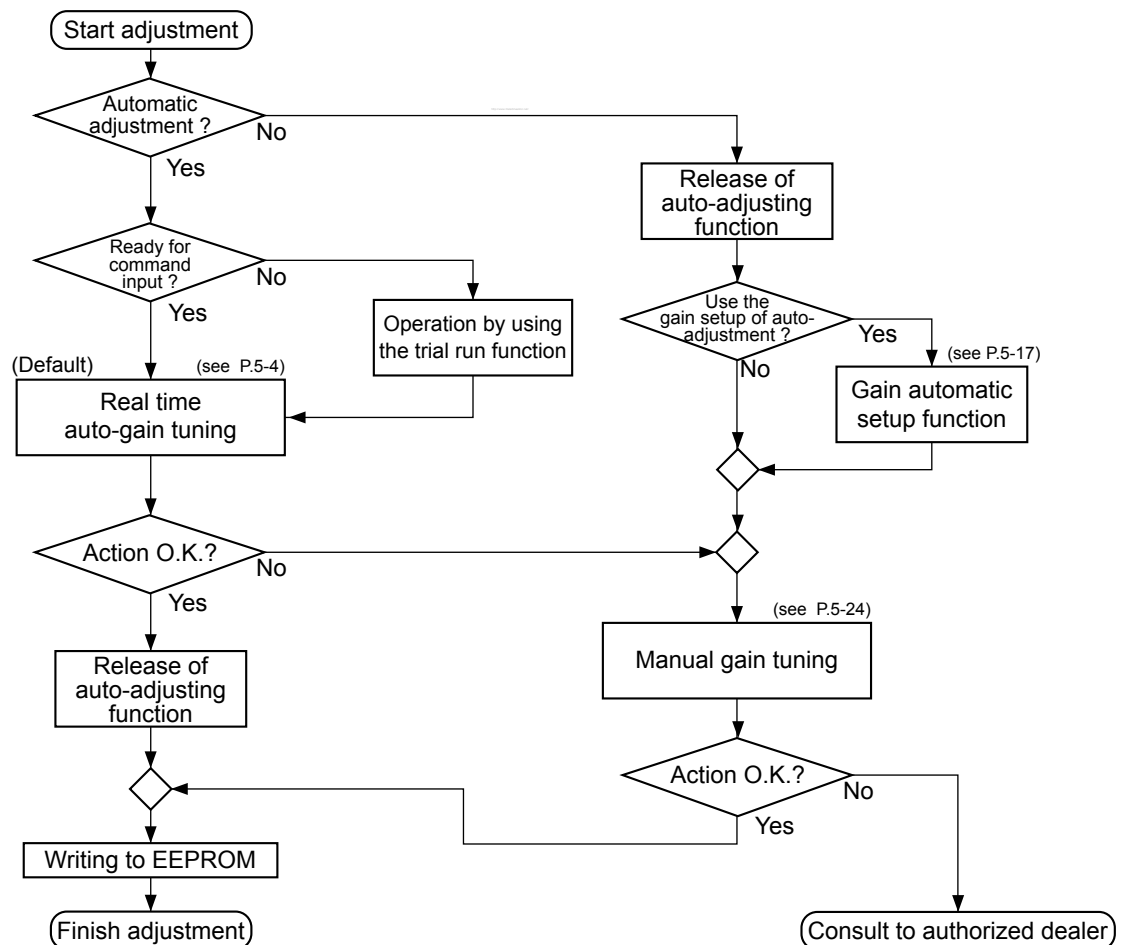 Start adjustment
Automatic
adjustment ?
No
Yes
Release of
auto-adjusting
function
Ready for
command
input ?
No
Yes
Operation by using
the trial run function
Use the
gain setup of auto-
adjustment ?
Yes
No
(see P.5-17)
Gain automatic
setup function
(Default)
(see P.5-4)
Real time
auto-gain tuning
Action O.K.?
No
Yes
(see P.5-24)
Manual gain tuning
Release of
auto-adjusting
function
Action O.K.?
No
Yes
Writing to EEPROM
Finish adjustment
Consult to authorized dealer